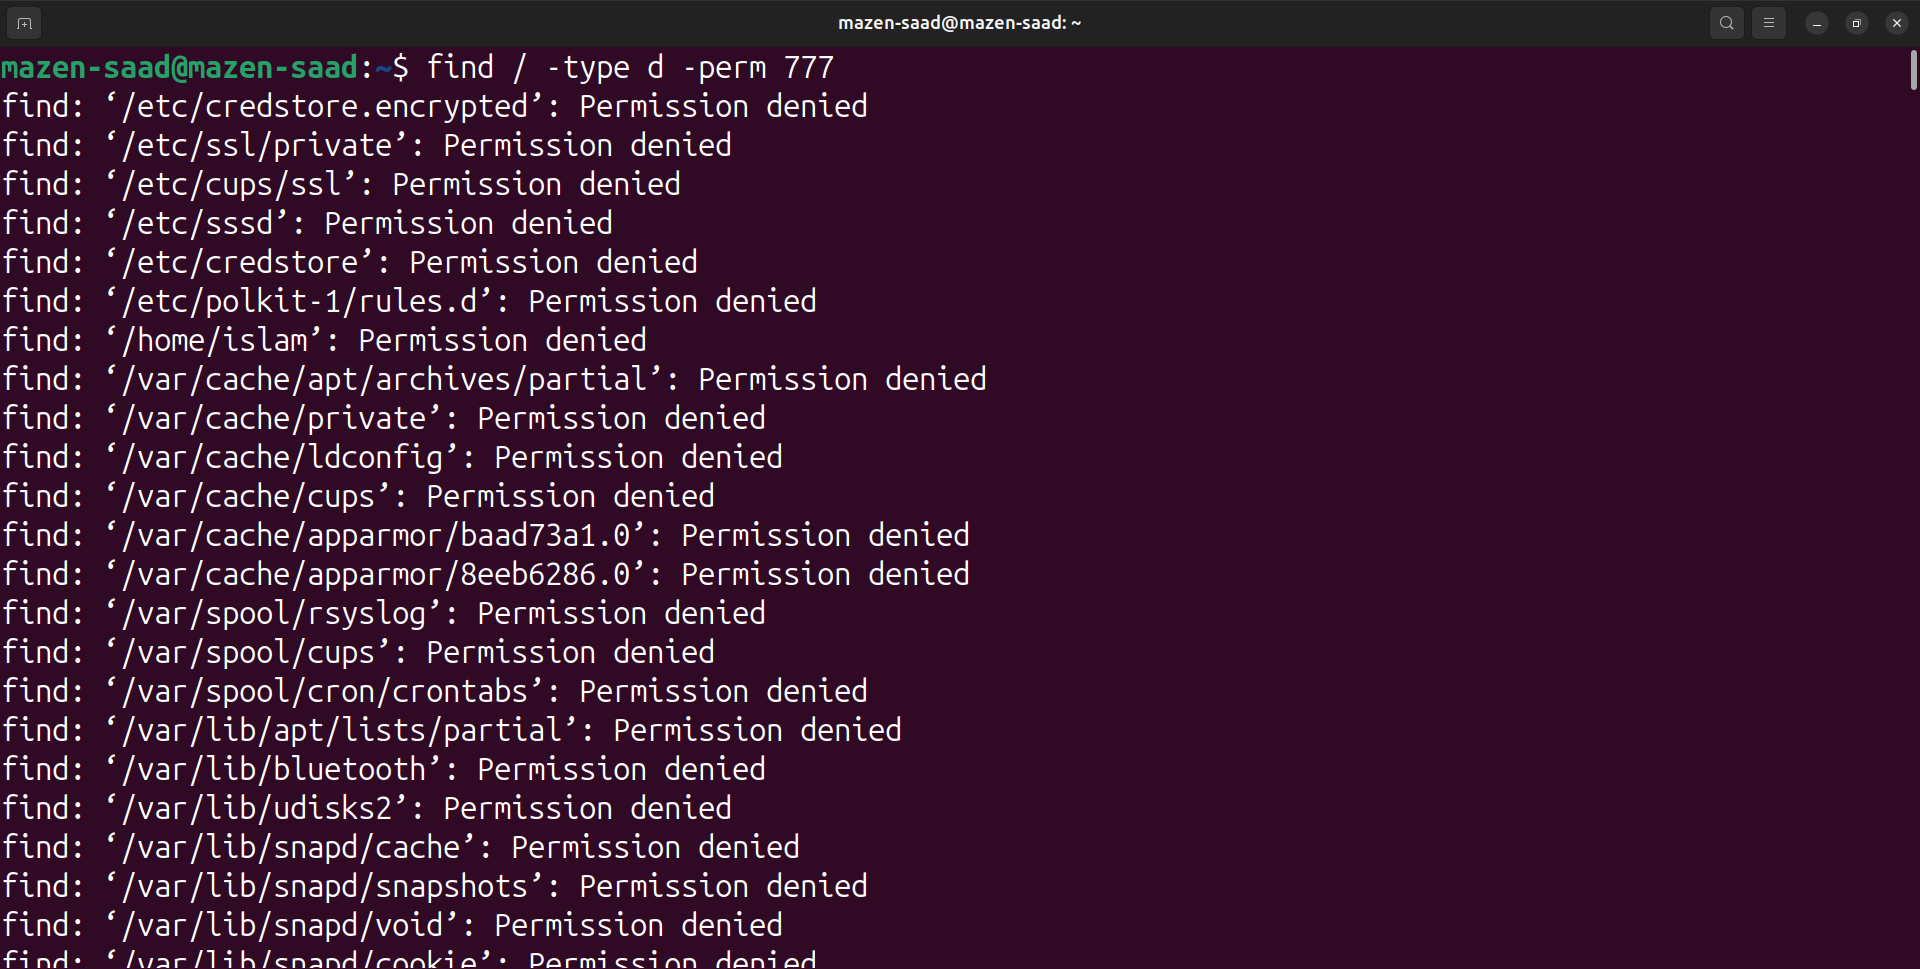 mazen-saad@mazen-saad: ~
mazen-saad@mazen-saad:~$ find / -type d -perm 777
find: ‘/etc/credstore.encrypted’: Permission denied
find: ‘/etc/ssl/private’: Permission denied
find: ‘/etc/cups/ssl’: Permission denied
find: ‘/etc/sssd’: Permission denied
find: ‘/etc/credstore’: Permission denied
find: ‘/etc/polkit-1/rules.d’: Permission denied
find: ‘/home/islam’: Permission denied
find: ‘/var/cache/apt/archives/partial’: Permission denied
find: ‘/var/cache/private’: Permission denied
find: ‘/var/cache/ldconfig’: Permission denied
find: ‘/var/cache/cups’: Permission denied
find: ‘/var/cache/apparmor/baad73a1.0’: Permission denied
find: ‘/var/cache/apparmor/8eeb6286.0’: Permission denied
find: ‘/var/spool/rsyslog’: Permission denied
find: ‘/var/spool/cups’: Permission denied
find: ‘/var/spool/cron/crontabs’: Permission denied
find: ‘/var/lib/apt/lists/partial’: Permission denied
find: ‘/var/lib/bluetooth’: Permission denied
find: ‘/var/lib/udisks2’: Permission denied
find: ‘/var/lib/snapd/cache’: Permission denied
find: ‘/var/lib/snapd/snapshots’: Permission denied
find: ‘/var/lib/snapd/void’: Permission denied
find: ‘/var/lib/snapd/cookie’: Permission denied